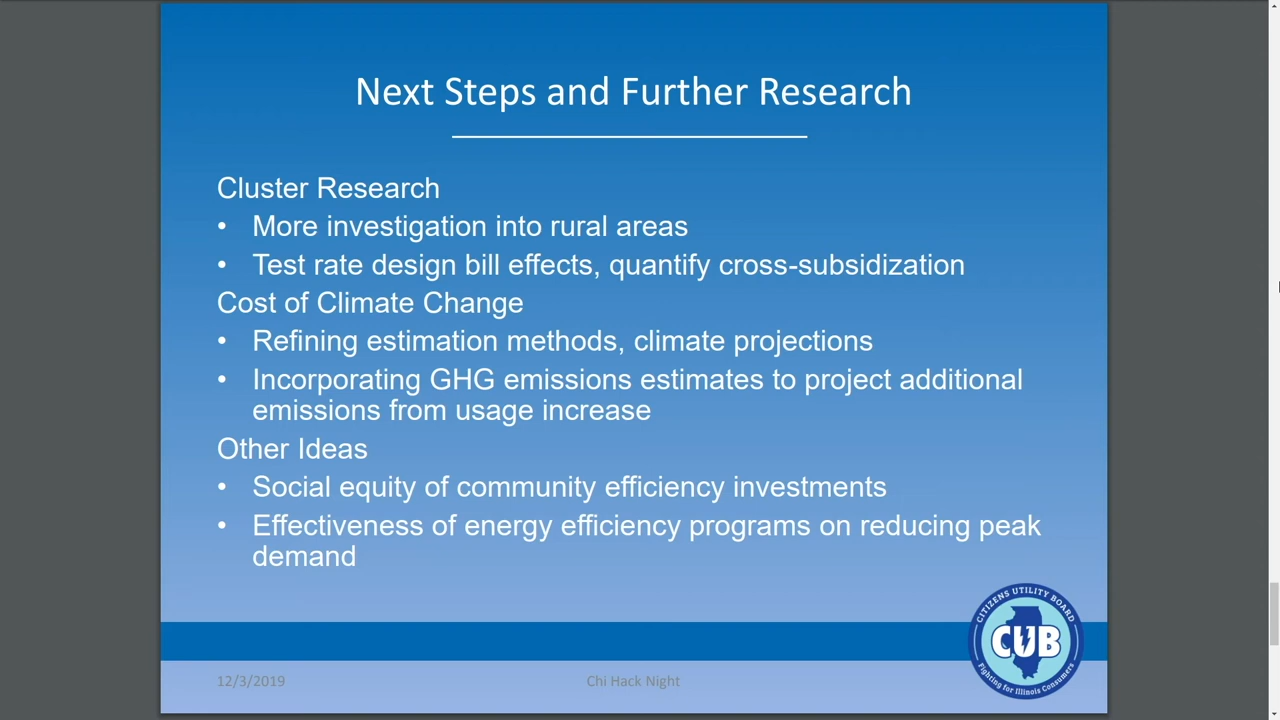 Next Steps and Further Research
Cluster Research
• More investigation into rural areas
• Test rate design bill effects, quantify cross-subsidization
Cost of Climate Change
• Refining estimation methods, climate projections
• Incorporating GHG emissions estimates to project additional
emissions from usage increase
Other Ideas
• Social equity of community efficiency investments
• Effectiveness of energy efficiency programs on reducing peak
demand
CITIZENS UTILITY BOARD
CUB
Fighting for Illinois Consumers
12/3/2019
Chi Hack Night